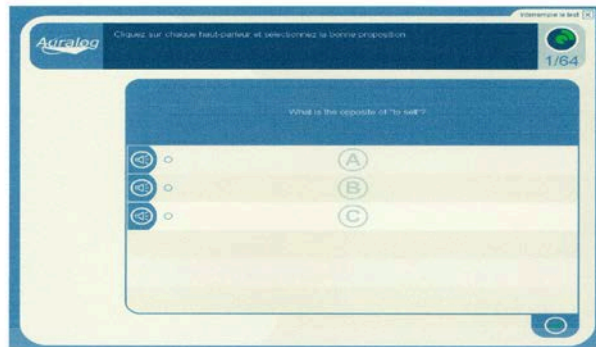 Interrompre le test
Auralog
Cliquez sur chaque haut-parleur et sélectionnez la bonne proposition
1/64
What is the opposite of "to sell"?
A
B
C